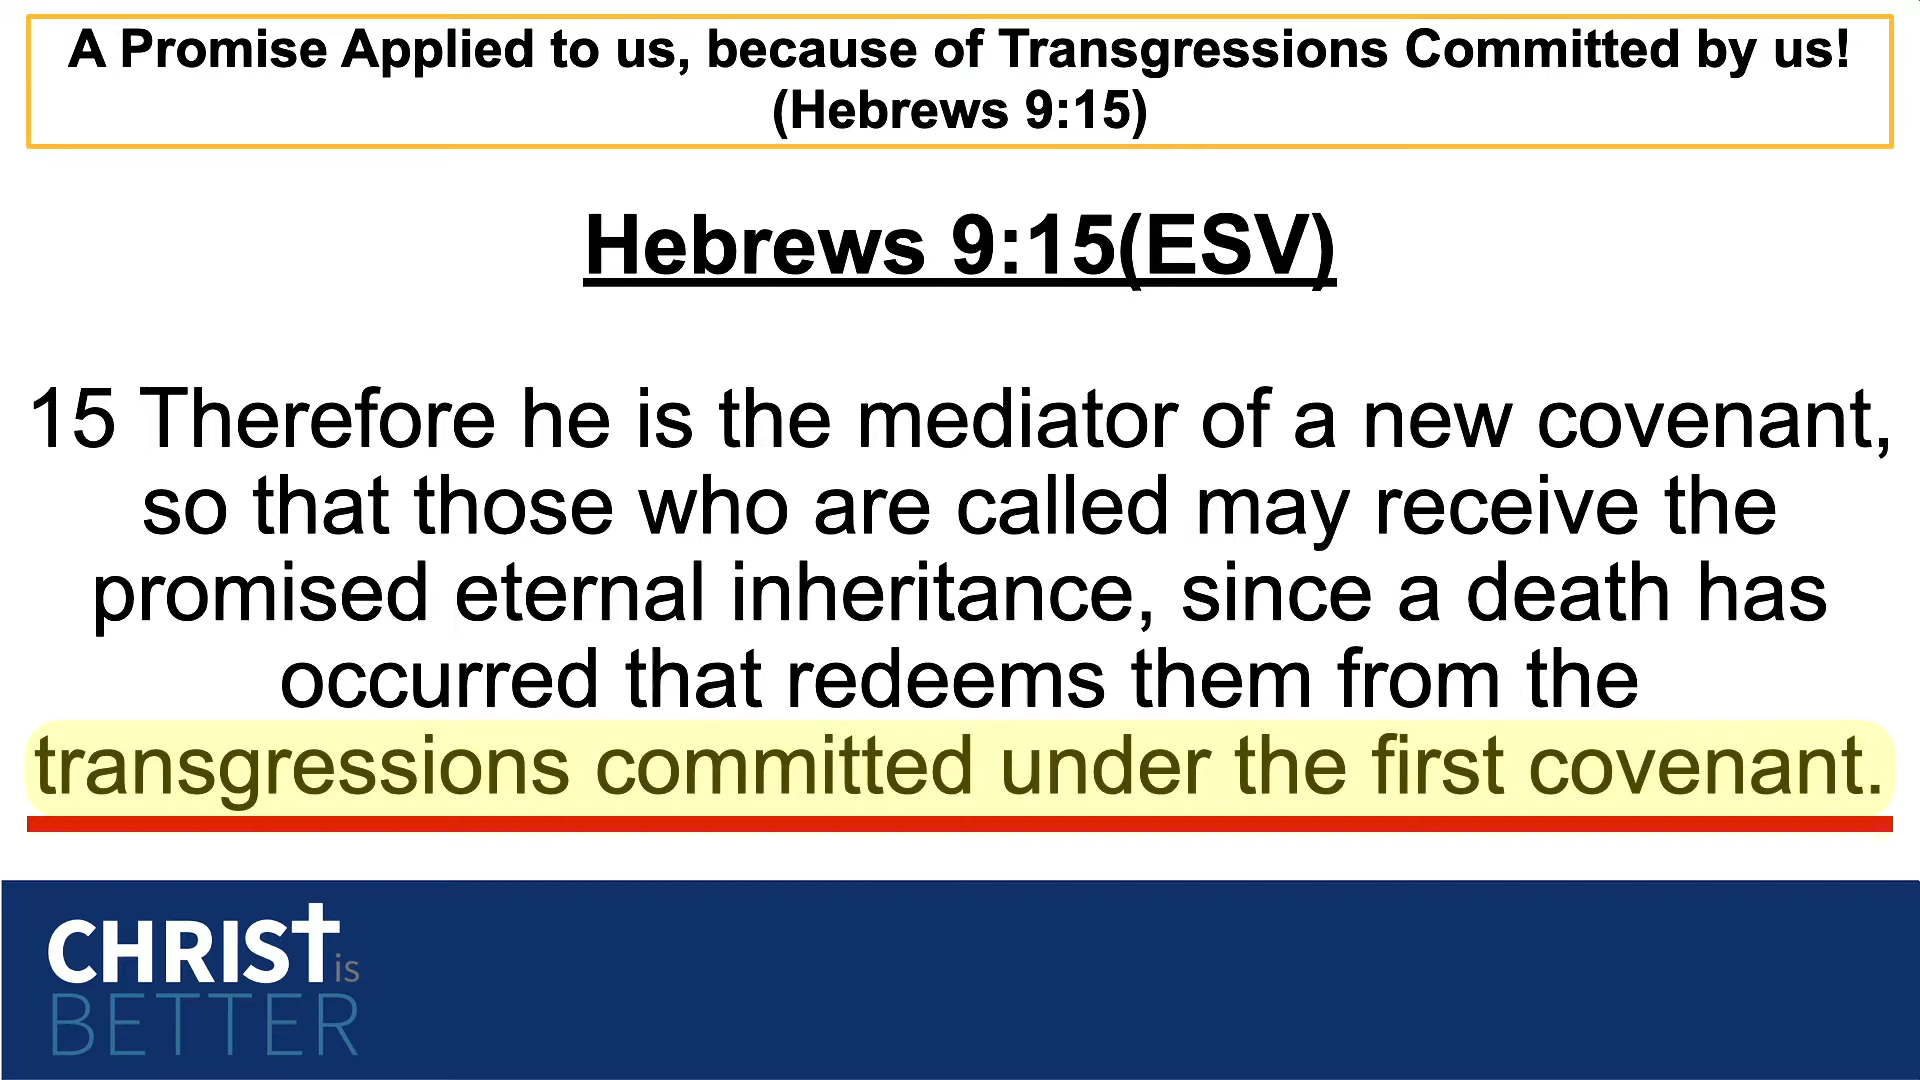 A Promise Applied to us, because of Transgressions Committed by us!
(Hebrews 9:15)
Hebrews 9:15(ESV)
15 Therefore he is the mediator of a new covenant,
so that those who are called may receive the
promised eternal inheritance, since a death has
occurred that redeems them from the
transgressions committed under the first covenant.
CHRIST is
BETTER